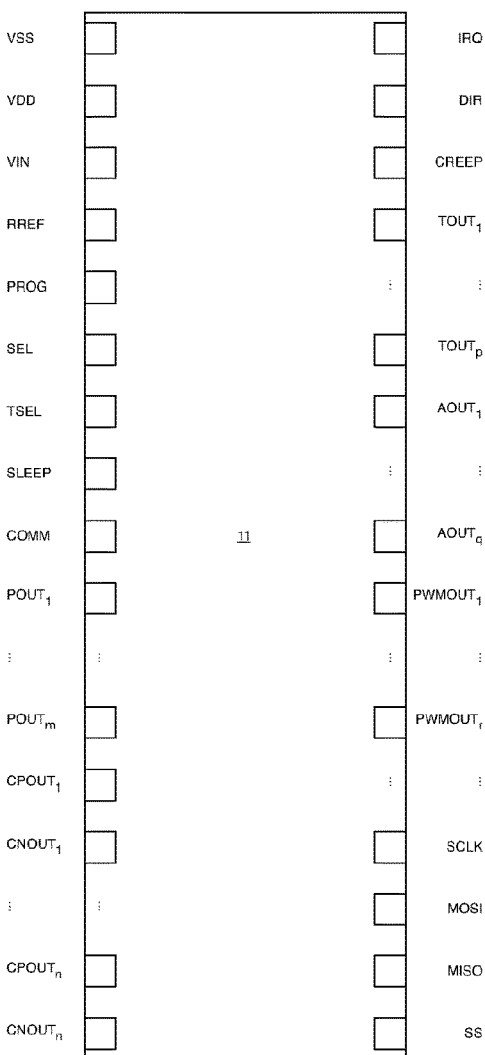 VSS
VDD
VIN
RREF
PROG
SEL
TSEL
SLEEP
COMM
POUT₁
⋮ ⋮
POUTₘ
CPOUT₁
CNOUT₁
⋮ ⋮
CPOUTₙ
CNOUTₙ
11
IRQ
DIR
CREEP
TOUT₁
⋮ ⋮
TOUTₚ
AOUT₁
⋮ ⋮
AOUT_q
PWMOUT₁
⋮ ⋮
PWMOUTᵣ
⋮ ⋮
SCLK
MOSI
MISO
SS